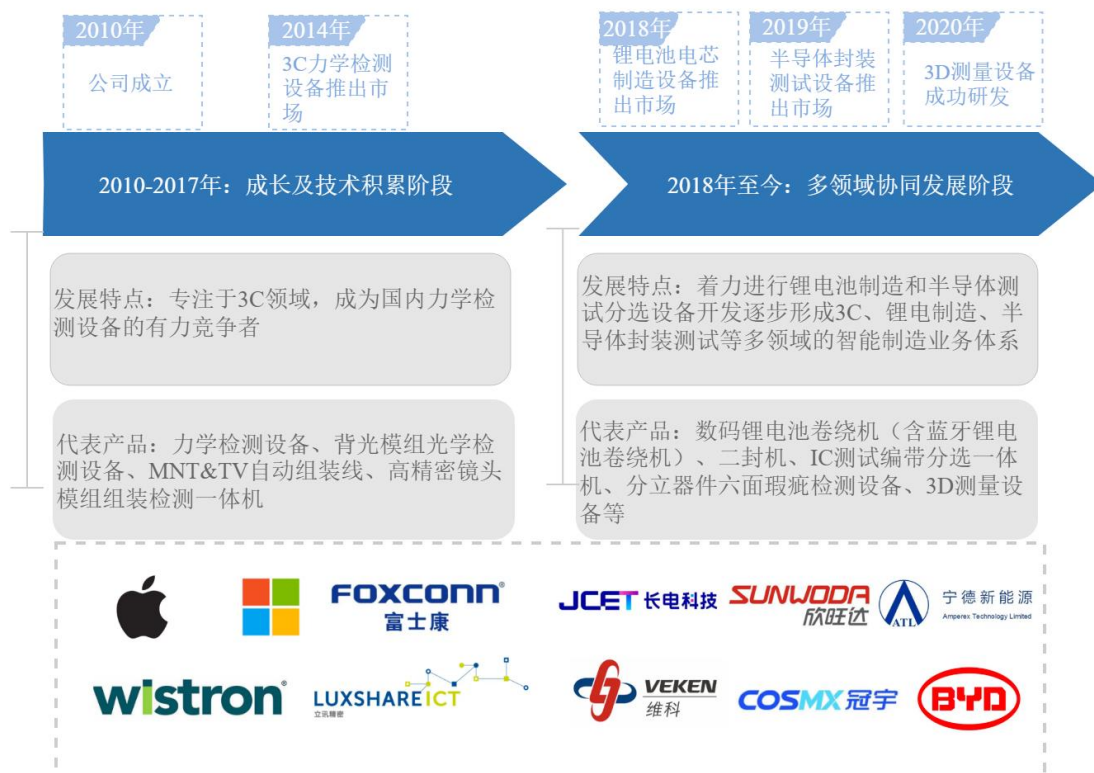 2010年
公司成立
2014年
3C力学检测
设备推出市
场
2018年
锂电池电芯
制造设备推
出市场
2019年
半导体封装
测试设备推
出市场
2020年
3D测量设备
成功研发
2010-2017年：成长及技术积累阶段
2018年至今：多领域协同发展阶段
发展特点：专注于3C领域，成为国内力学检
测设备的有力竞争者
发展特点：着力进行锂电池制造和半导体测
试分选设备开发逐步形成3C、锂电制造、半
导体封装测试等多领域的智能制造业务体系
代表产品：力学检测设备、背光模组光学检
测设备、MNT&TV自动组装线、高精密镜头
模组组装检测一体机
代表产品：数码锂电池卷绕机（含蓝牙锂电
池卷绕机）、二封机、IC测试编带分选一体
机、分立器件六面瑕疵检测设备、3D测量设
备等
FOXCONN®
富士康
JCET 长电科技
SUNWODA
欣旺达
ATL
宁德新能源
Amperex Technology Limited
wistron®
LUXSHARE ICT
立讯精密
VEKEN
维科
COSMX 冠宇
BYD